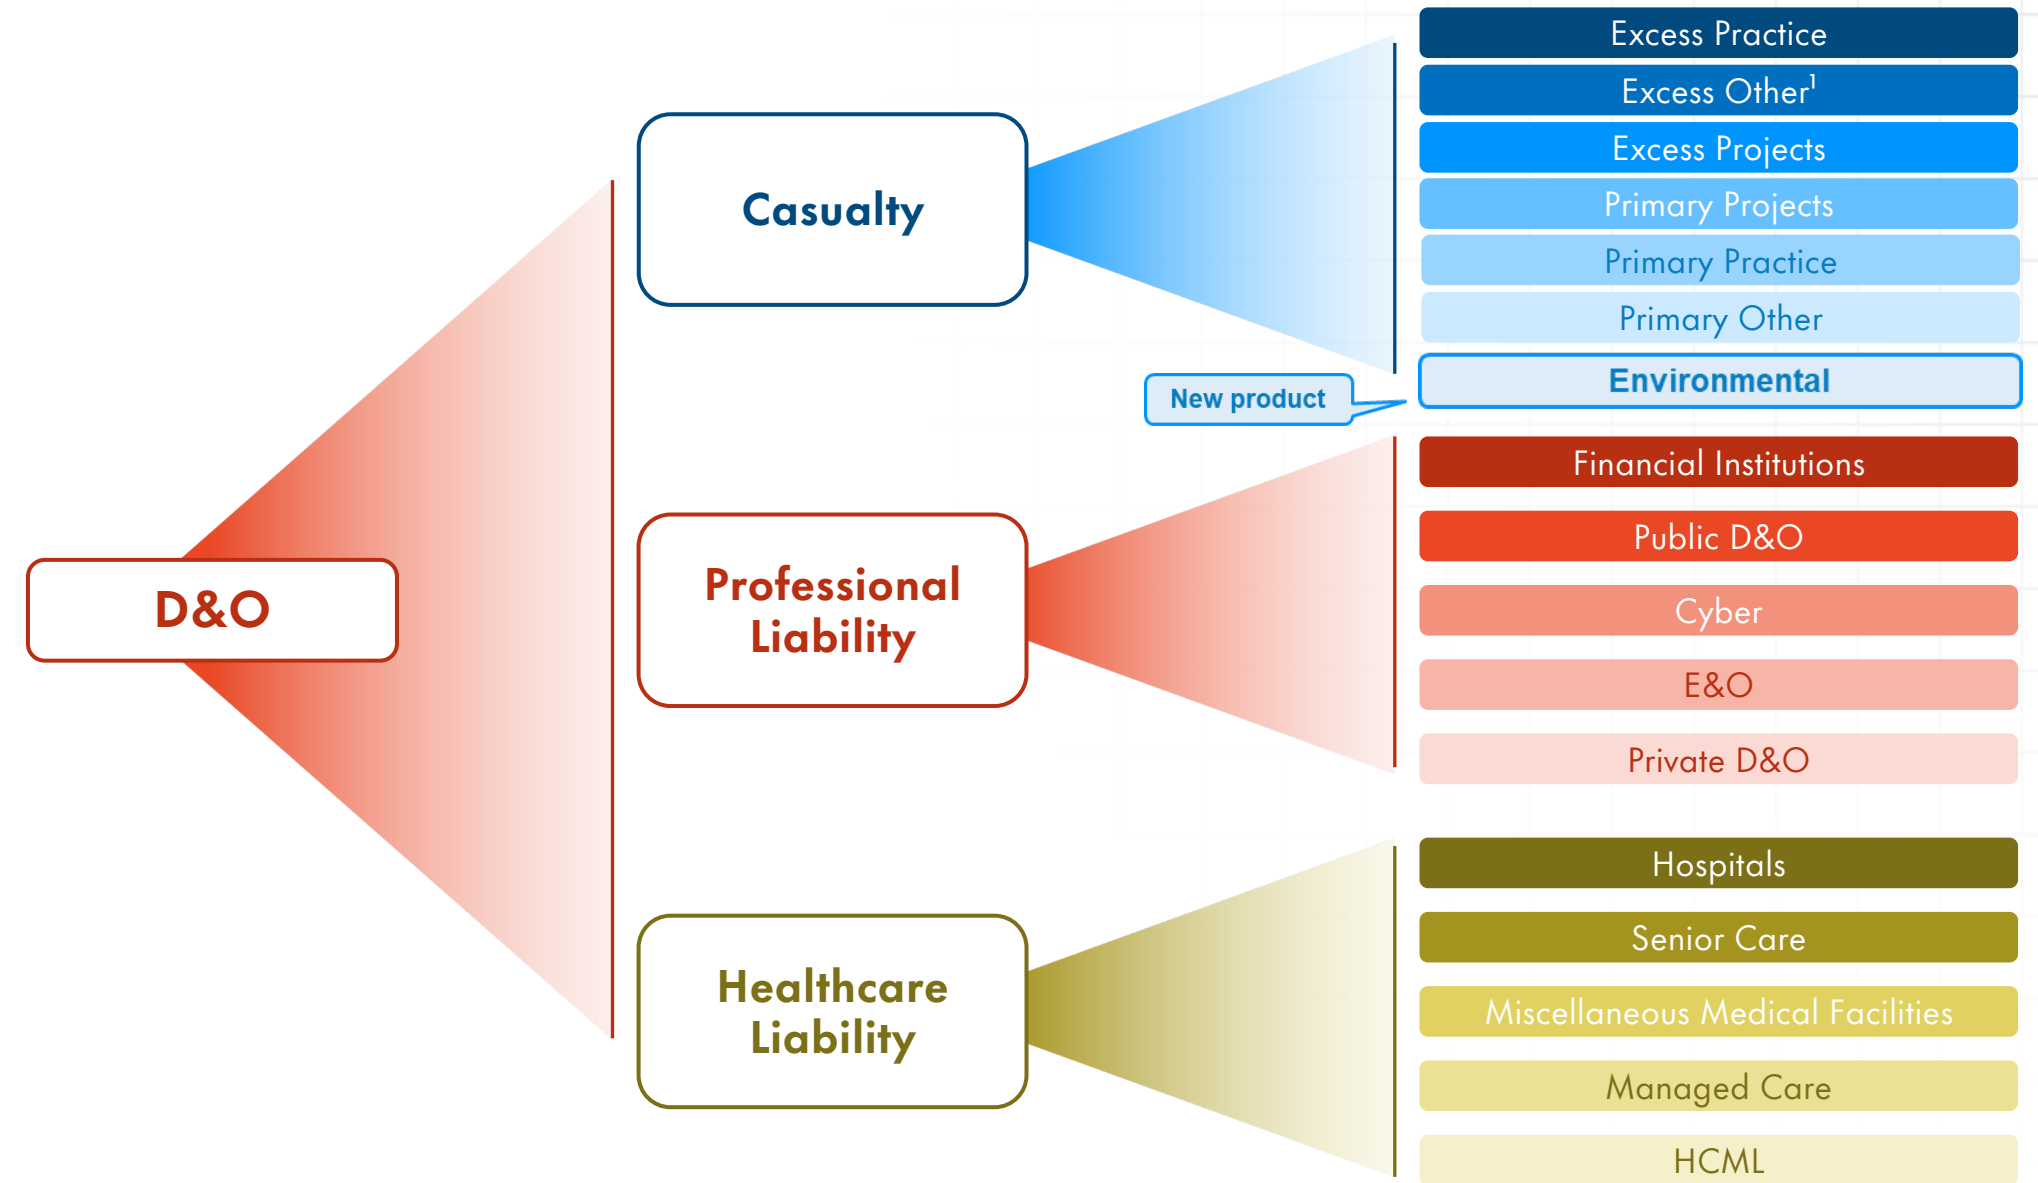 D&O
Casualty
Excess Practice
Excess Other¹
Excess Projects
Primary Projects
Primary Practice
Primary Other
Environmental
New product
Professional
Liability
Financial Institutions
Public D&O
Cyber
E&O
Private D&O
Healthcare
Liability
Hospitals
Senior Care
Miscellaneous Medical Facilities
Managed Care
HCML